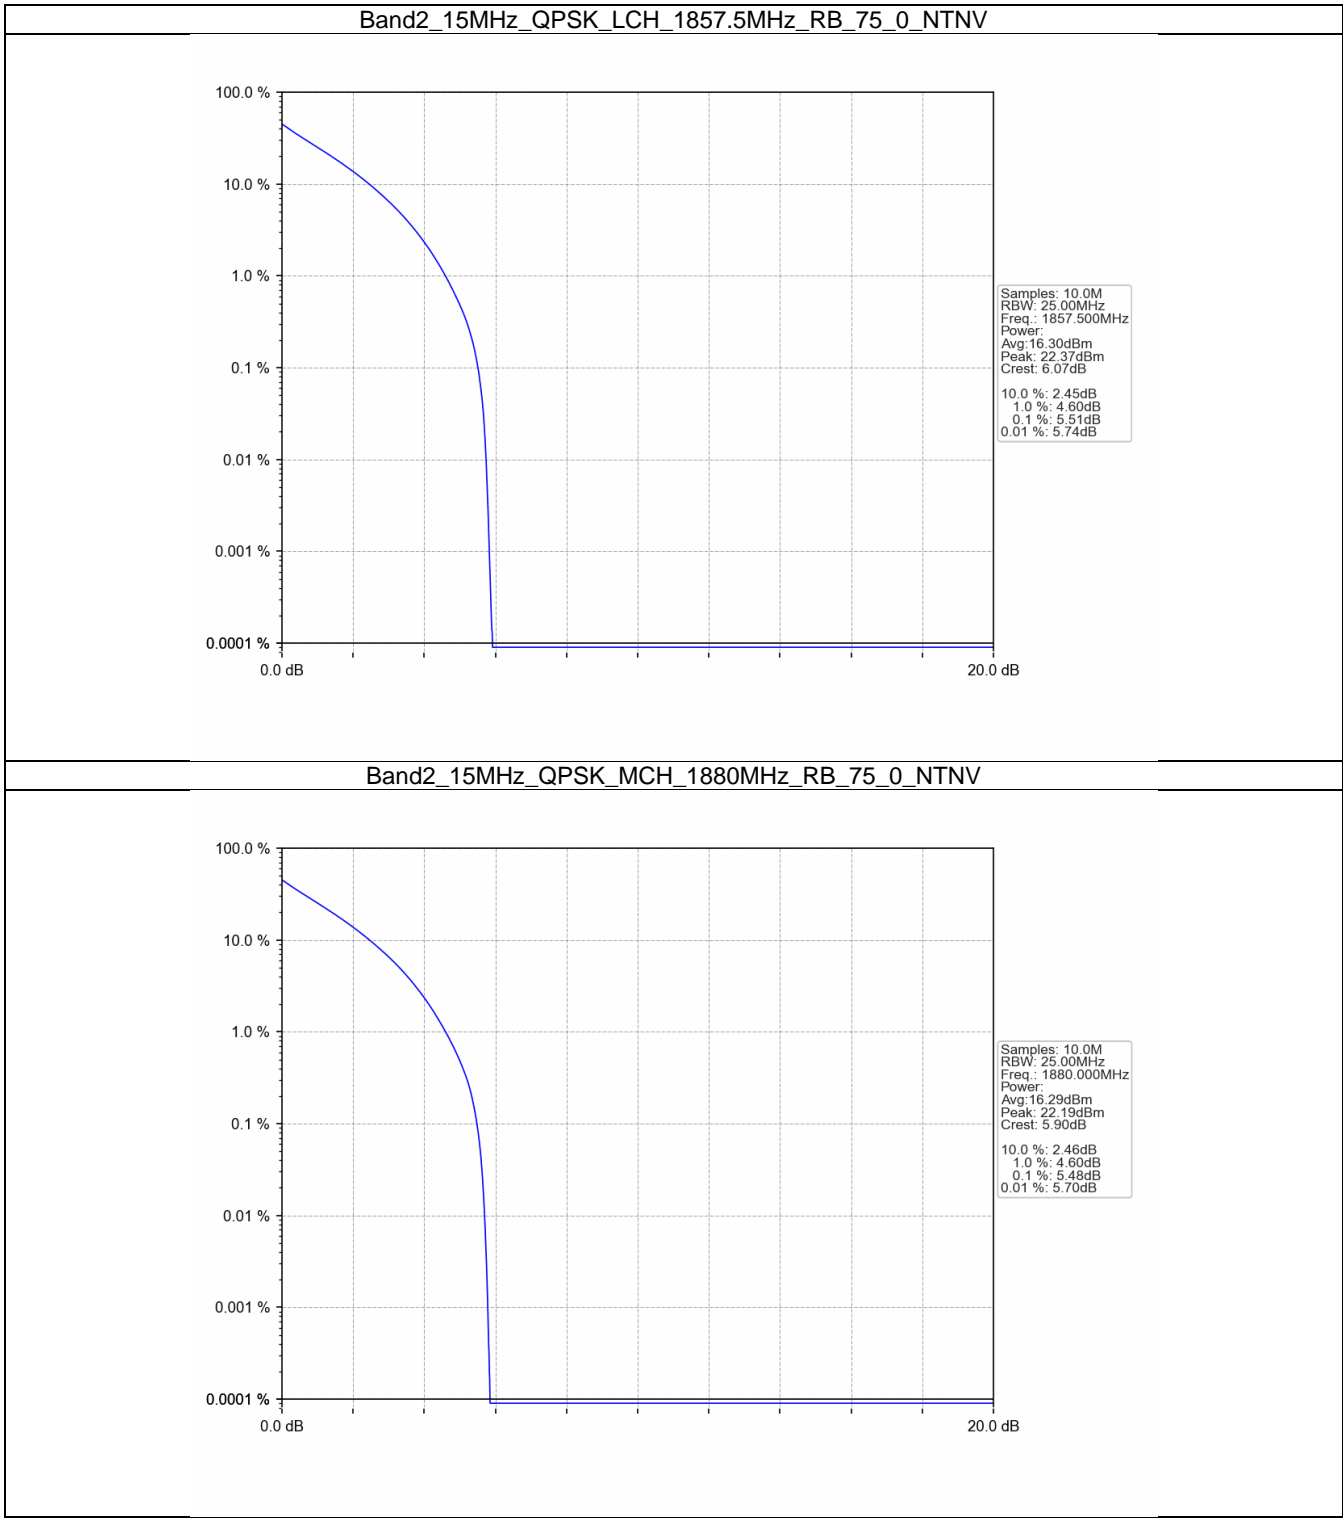 Band2_15MHz_QPSK_LCH_1857.5MHz_RB_75_0_NTNV
100.0 %
10.0 %
1.0 %
0.1 %
0.01 %
0.001 %
0.0001 %
0.0 dB
20.0 dB
Samples: 10.0M
RBW: 25.00MHz
Freq.: 1857.500MHz
Power:
Avg:16.30dBm
Peak: 22.37dBm
Crest: 6.07dB
10.0 %: 2.45dB
1.0 %: 4.60dB
0.1 %: 5.51dB
0.01 %: 5.74dB
Band2_15MHz_QPSK_MCH_1880MHz_RB_75_0_NTNV
100.0 %
10.0 %
1.0 %
0.1 %
0.01 %
0.001 %
0.0001 %
0.0 dB
20.0 dB
Samples: 10.0M
RBW: 25.00MHz
Freq.: 1880.000MHz
Power:
Avg:16.29dBm
Peak: 22.19dBm
Crest: 5.90dB
10.0 %: 2.46dB
1.0 %: 4.60dB
0.1 %: 5.48dB
0.01 %: 5.70dB